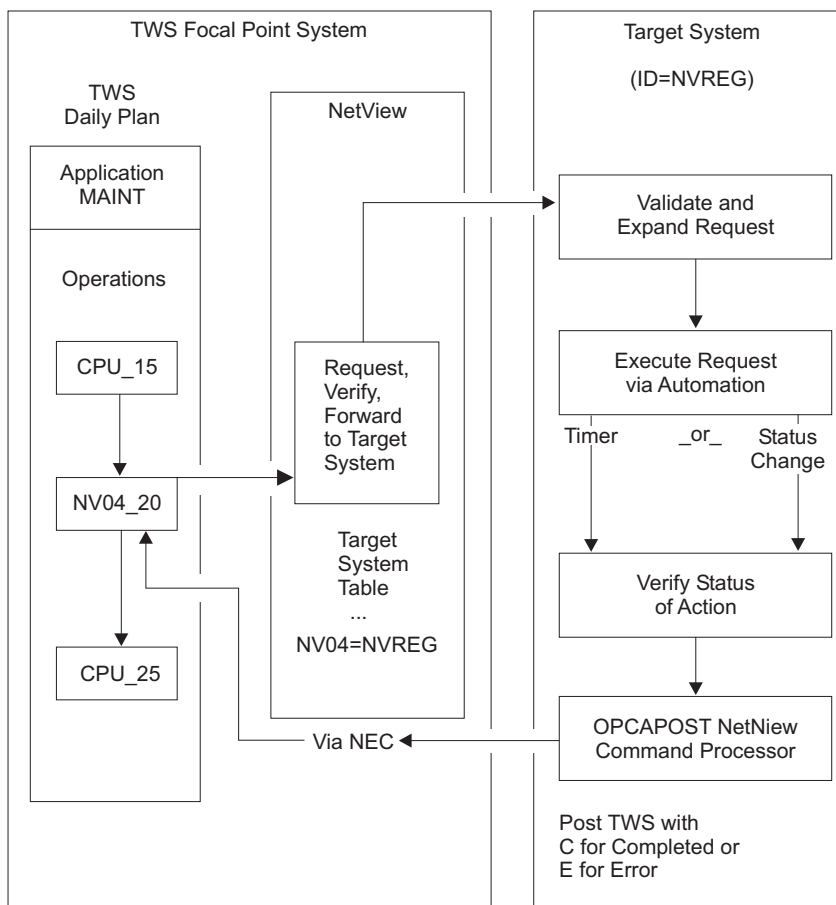 TWS Focal Point System
TWS
Daily Plan
Application
MAINT
Operations
CPU_15
NV04_20
CPU_25
NetView
Request,
Verify,
Forward
to Target
System
Target
System
Table
...
NV04=NVREG
Via NEC
Target System
(ID=NVREG)
Validate and
Expand Request
Execute Request
via Automation
Timer
_or_
Status
Change
Verify Status
of Action
OPCAPOST NetNiew
Command Processor
Post TWS with
C for Completed or
E for Error